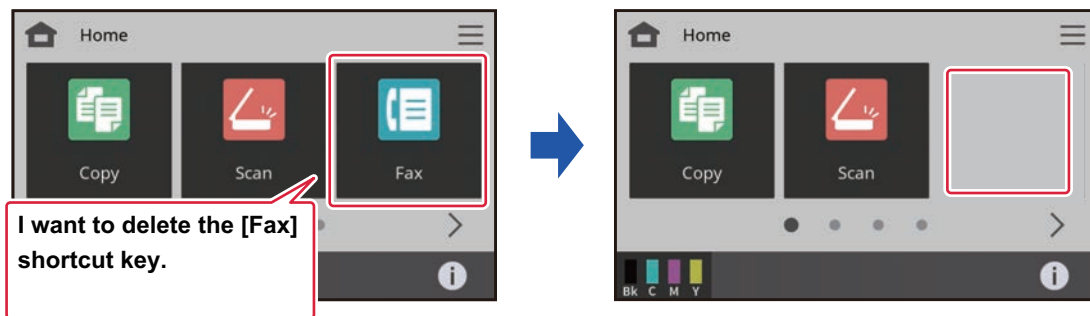 Home
Copy
Scan
Fax
I want to delete the [Fax]
shortcut key.
Home
Copy
Scan
Bk C M Y